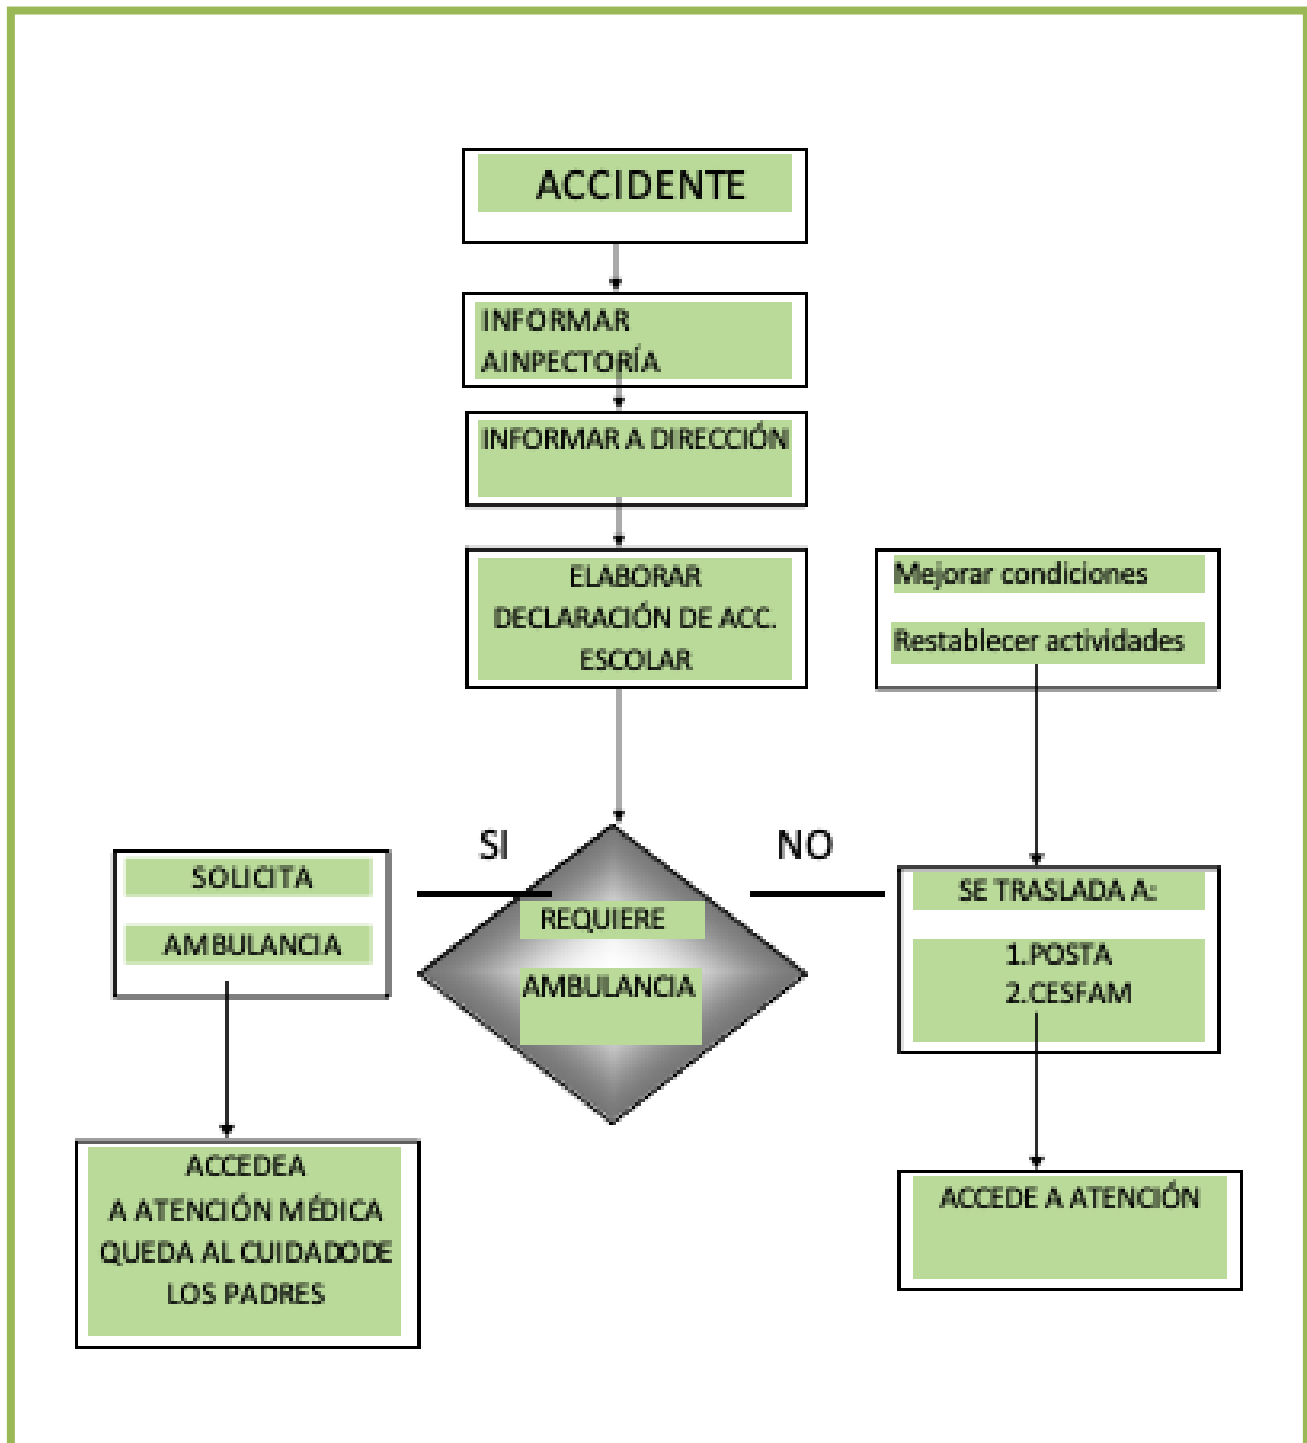 ACCIDENTE
INFORMAR
AINPECTORÍA
INFORMAR A DIRECCIÓN
ELABORAR
DECLARACIÓN DE ACC.
ESCOLAR
Mejorar condiciones
Restablecer actividades
SI
NO
SOLICITA
AMBULANCIA
REQUIERE
AMBULANCIA
SE TRASLADA A:
1.POSTA
2.CESFAM
ACCEDEA
A ATENCIÓN MÉDICA
QUEDA AL CUIDADODE
LOS PADRES
ACCEDE A ATENCIÓN